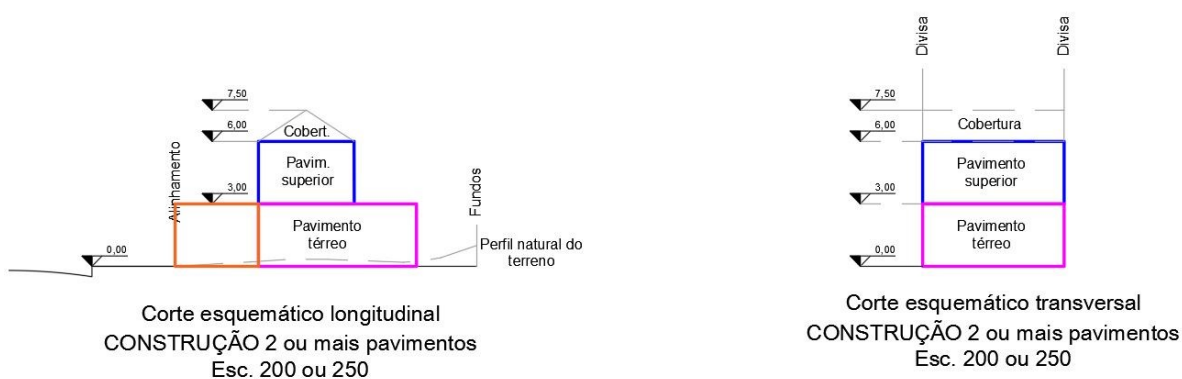 7,50
6,00
Cobert.
Pavim.
superior
Alinhamento
3,00
Pavimento
térreo
Fundos
Perfil natural do
terreno
0,00
Corte esquemático longitudinal
CONSTRUÇÃO 2 ou mais pavimentos
Esc. 200 ou 250
Divisa
Divisa
7,50
Cobertura
6,00
Pavimento
superior
3,00
Pavimento
térreo
0,00
Corte esquemático transversal
CONSTRUÇÃO 2 ou mais pavimentos
Esc. 200 ou 250